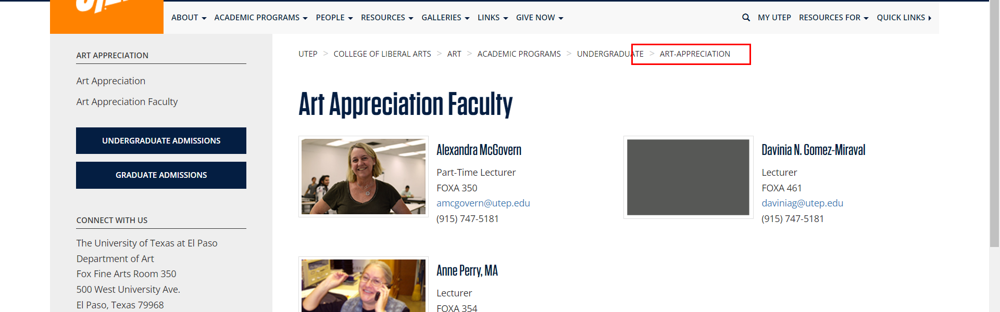 ABOUT ACADEMIC PROGRAMS PEOPLE RESOURCES GALLERIES LINKS GIVE NOW MY UTEP RESOURCES FOR QUICK LINKS
UTEP > COLLEGE OF LIBERAL ARTS > ART > ACADEMIC PROGRAMS > UNDERGRADUATE > ART-APPRECIATION
ART APPRECIATION
Art Appreciation
Art Appreciation Faculty
UNDERGRADUATE ADMISSIONS
GRADUATE ADMISSIONS
CONNECT WITH US
The University of Texas at El Paso
Department of Art
Fox Fine Arts Room 350
500 West University Ave.
El Paso, Texas 79968
Art Appreciation Faculty
Alexandra McGovern
Part-Time Lecturer
FOXA 350
amcgovern@utep.edu
(915) 747-5181
Davinia N. Gomez-Miraval
Lecturer
FOXA 461
daviniag@utep.edu
(915) 747-5181
Anne Perry, MA
Lecturer
FOXA 354